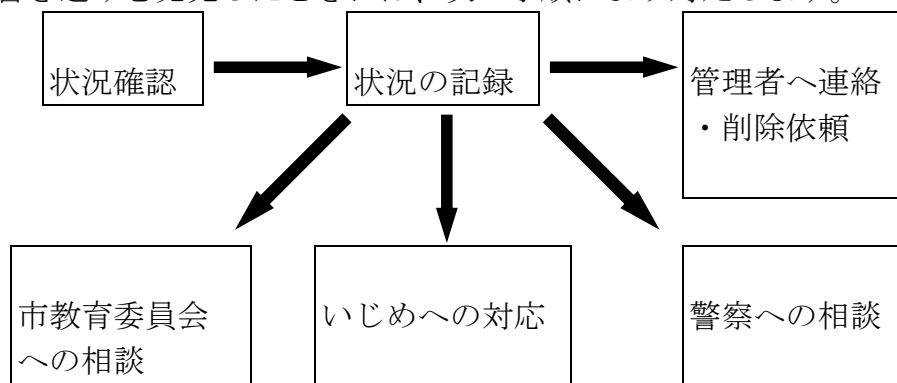 状況確認
状況の記録
管理者へ連絡
・削除依頼
市教育委員会
への相談
いじめへの対応
警察への相談